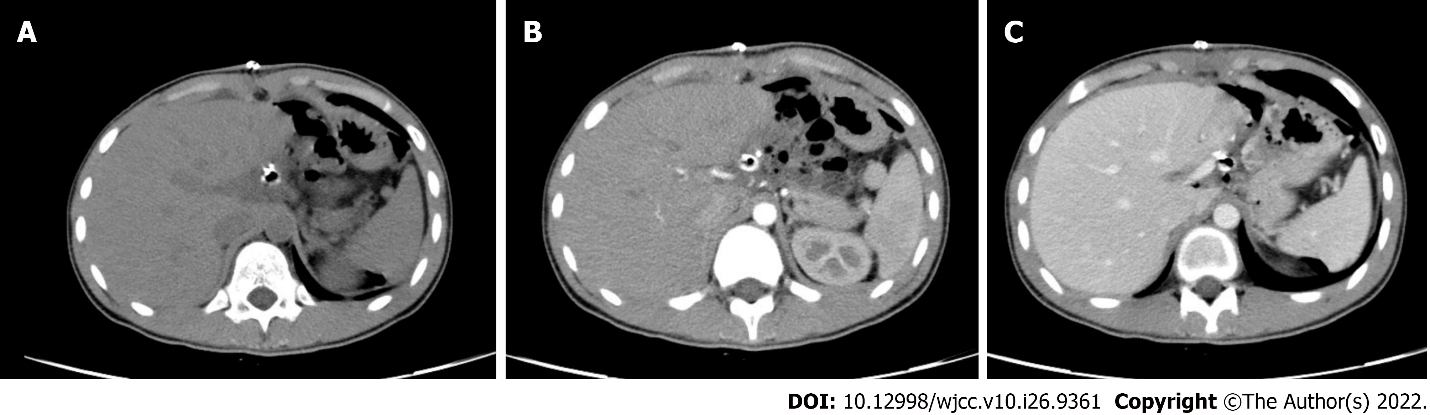 A
B
C
DOI: 10.12998/wjcc.v10.i26.9361 Copyright ©The Author(s) 2022.